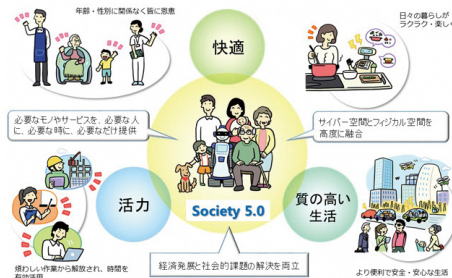 年齢・性別に関係なく皆に恩恵
快適
日々の暮らしが
ラクラク・楽しく
必要なモノやサービスを、必要な人
に、必要な時に、必要なだけ提供
サイバー空間とフィジカル空間を
高度に融合
活力
Society 5.0
質の高い
生活
煩わしい作業から解放され、時間を
有効活用
経済発展と社会的課題の解決を両立
より便利で安全・安心な生活